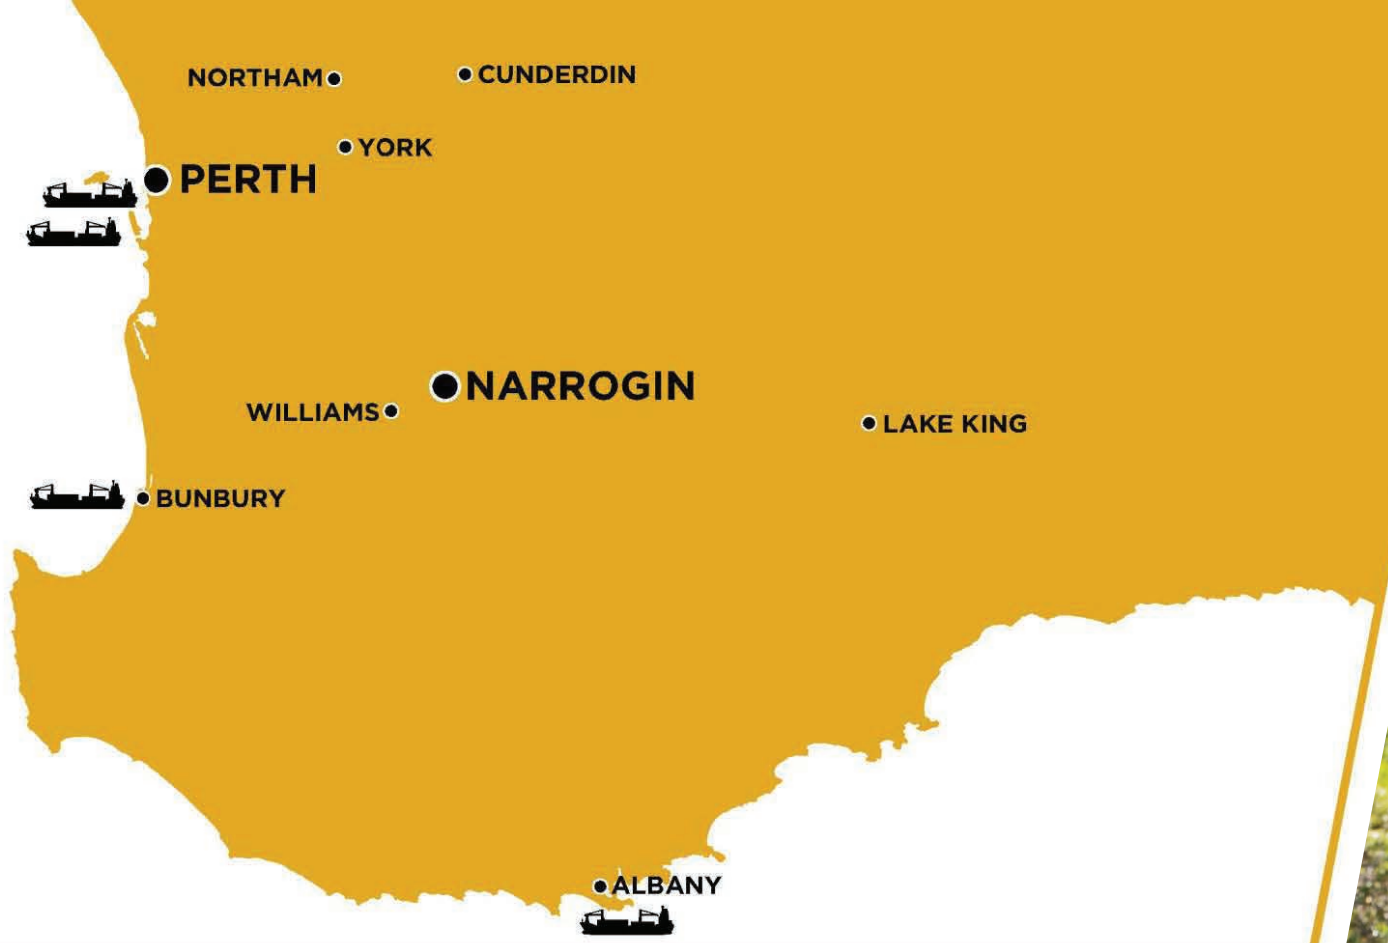 NORTHAM
CUNDERDIN
YORK
PERTH
NARROGIN
WILLIAMS
LAKE KING
BUNBURY
ALBANY